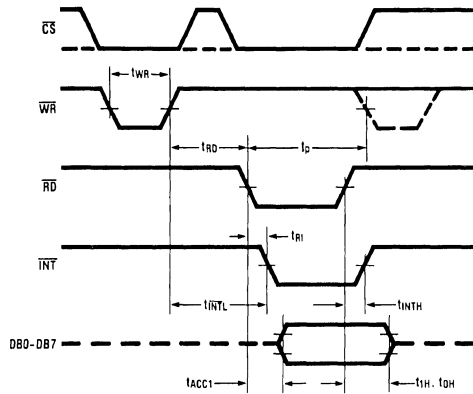 CS
tWR
WR
tRD
tp
RD
tRI
INT
tINTL
tINTH
DB0-DB7
tACC1
t1H, t0H